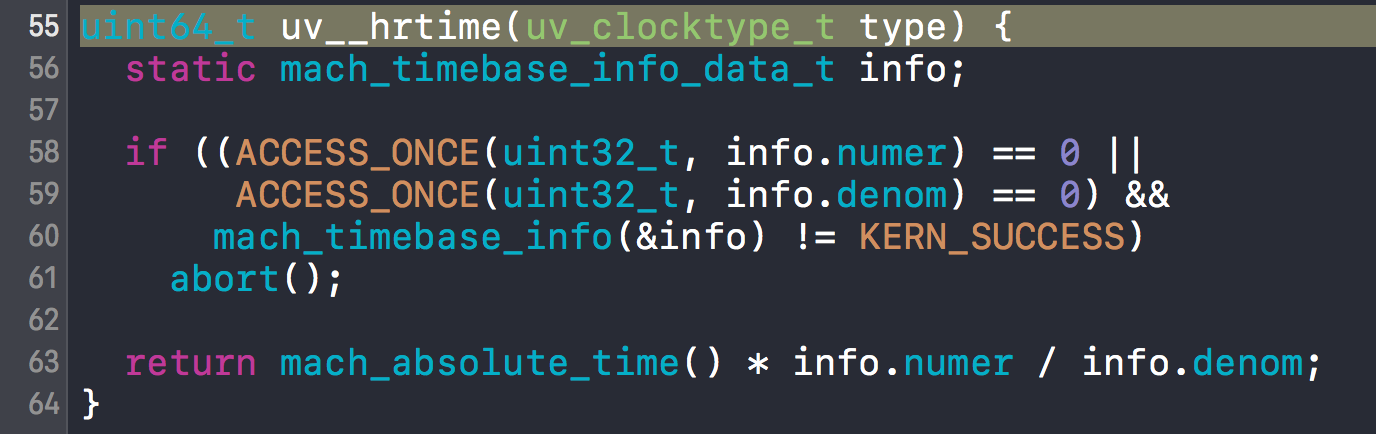 55 uint64_t uv__hrtime(uv_clocktype_t type) {
56   static mach_timebase_info_data_t info;
57
58   if ((ACCESS_ONCE(uint32_t, info.numer) == 0 ||
59        ACCESS_ONCE(uint32_t, info.denom) == 0) &&
60       mach_timebase_info(&info) != KERN_SUCCESS)
61     abort();
62
63   return mach_absolute_time() * info.numer / info.denom;
64 }